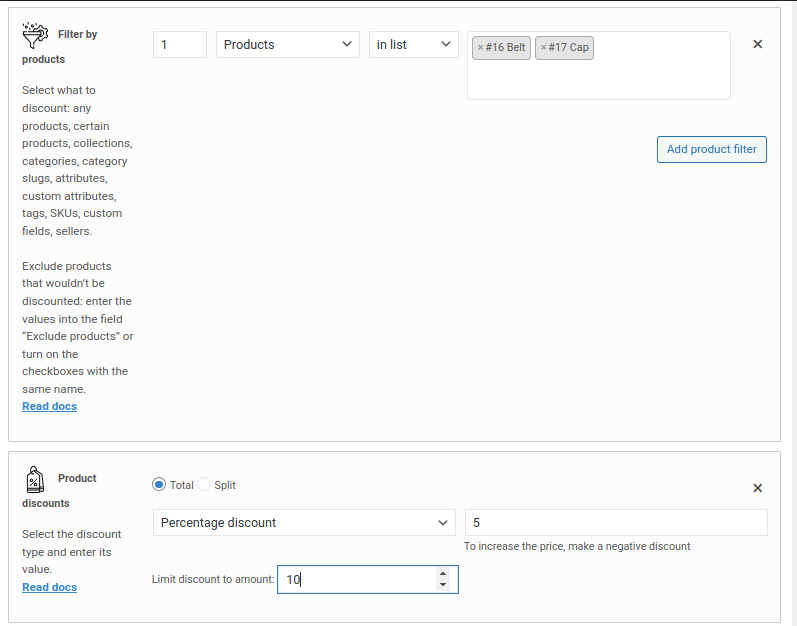 Filter by
products
1
Products
in list
×#16 Belt
×#17 Cap
×
Select what to
discount: any
products, certain
products, collections,
categories, category
slugs, attributes,
custom attributes,
tags, SKUs, custom
fields, sellers.
Add product filter
Exclude products
that wouldn't be
discounted: enter the
values into the field
“Exclude products” or
turn on the
checkboxes with the
same name.
Read docs
%
Product
discounts
Total Split
×
Select the discount
type and enter its
value.
Read docs
Percentage discount
5
To increase the price, make a negative discount
Limit discount to amount: 10